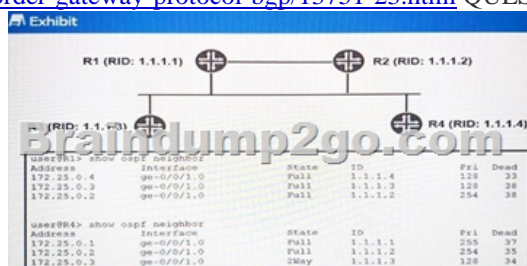 order-gateway-protocol-bgp/13751-23.html QUES
Exhibit
R1 (RID: 1.1.1.1)
R2 (RID: 1.1.1.2)
(RID: 1.1. 3)
R4 (RID: 1.1.1.4)
Braindump2go.com
user@R1> show ospf neighbor
Address Interface State ID Pri Dead
172.25.0.4 ge-0/0/1.0 Full 1.1.1.4 128 33
172.25.0.3 ge-0/0/1.0 Full 1.1.1.3 128 38
172.25.0.2 ge-0/0/1.0 Full 1.1.1.2 254 38
user@R4> show ospf neighbor
Address Interface State ID Pri Dead
172.25.0.1 ge-0/0/1.0 Full 1.1.1.1 255 37
172.25.0.2 ge-0/0/1.0 Full 1.1.1.2 254 35
172.25.0.3 ge-0/0/1.0 2Way 1.1.1.3 128 34